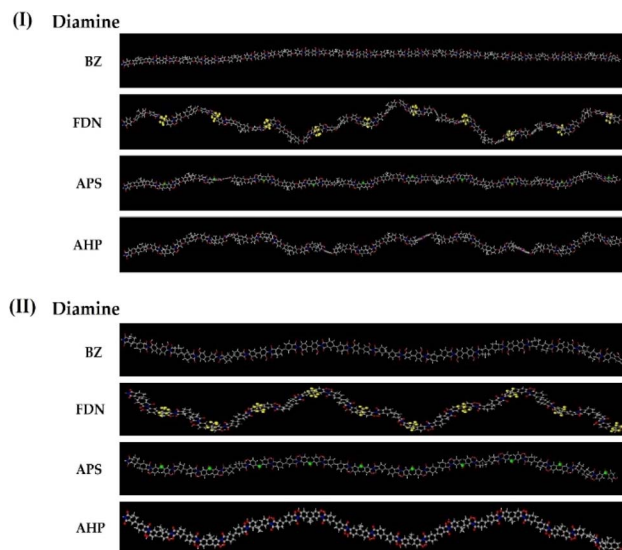 (I) Diamine
BZ
FDN
APS
AHP
(II) Diamine
BZ
FDN
APS
AHP